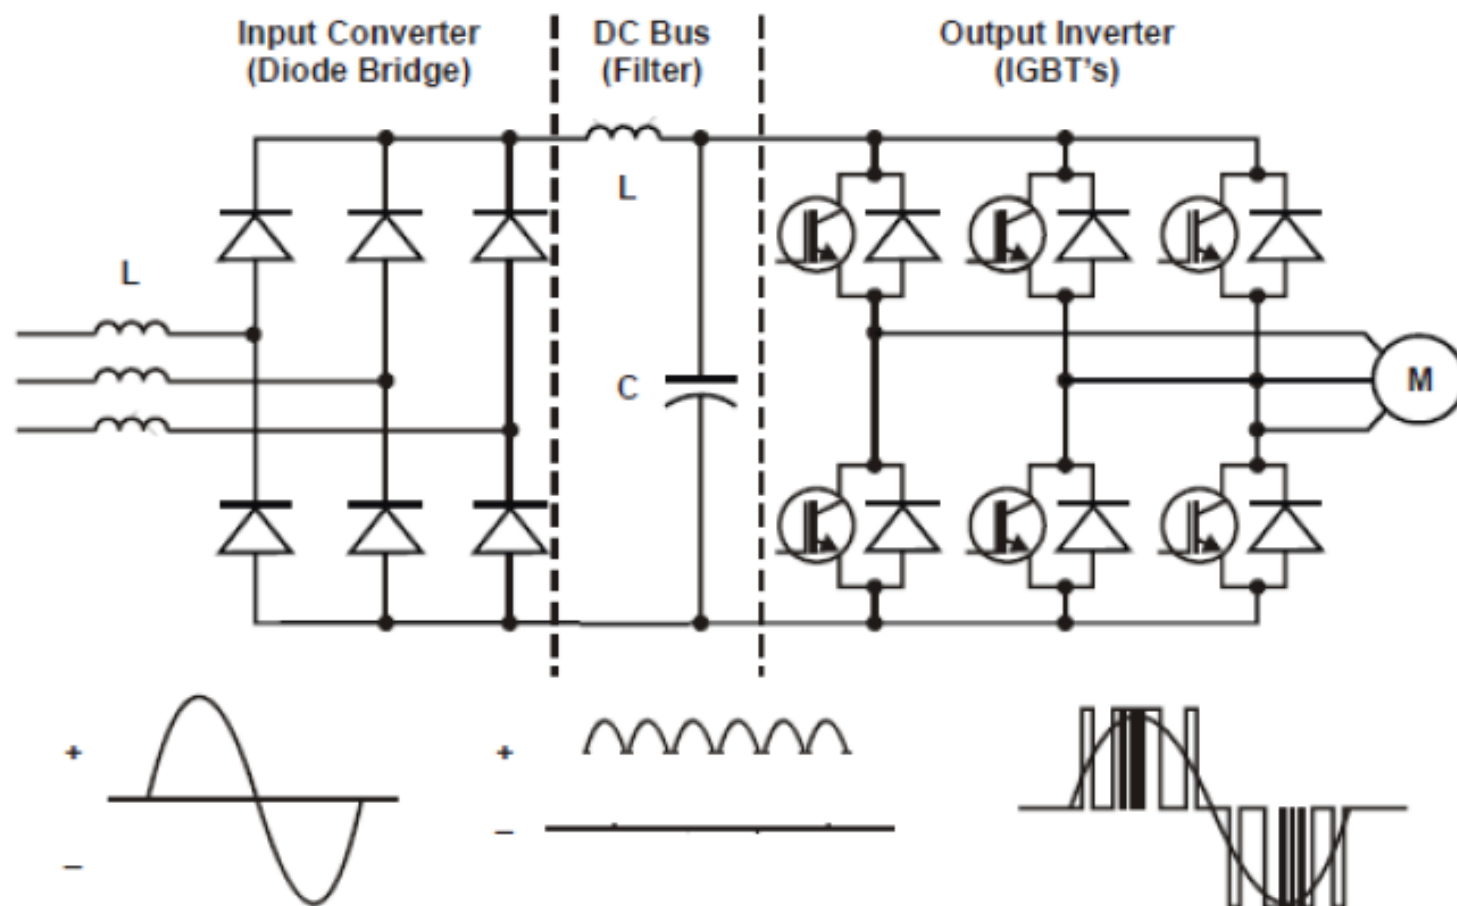 Input Converter
(Diode Bridge)
DC Bus
(Filter)
Output Inverter
(IGBT's)
L
L
C
M
+
–
+
–